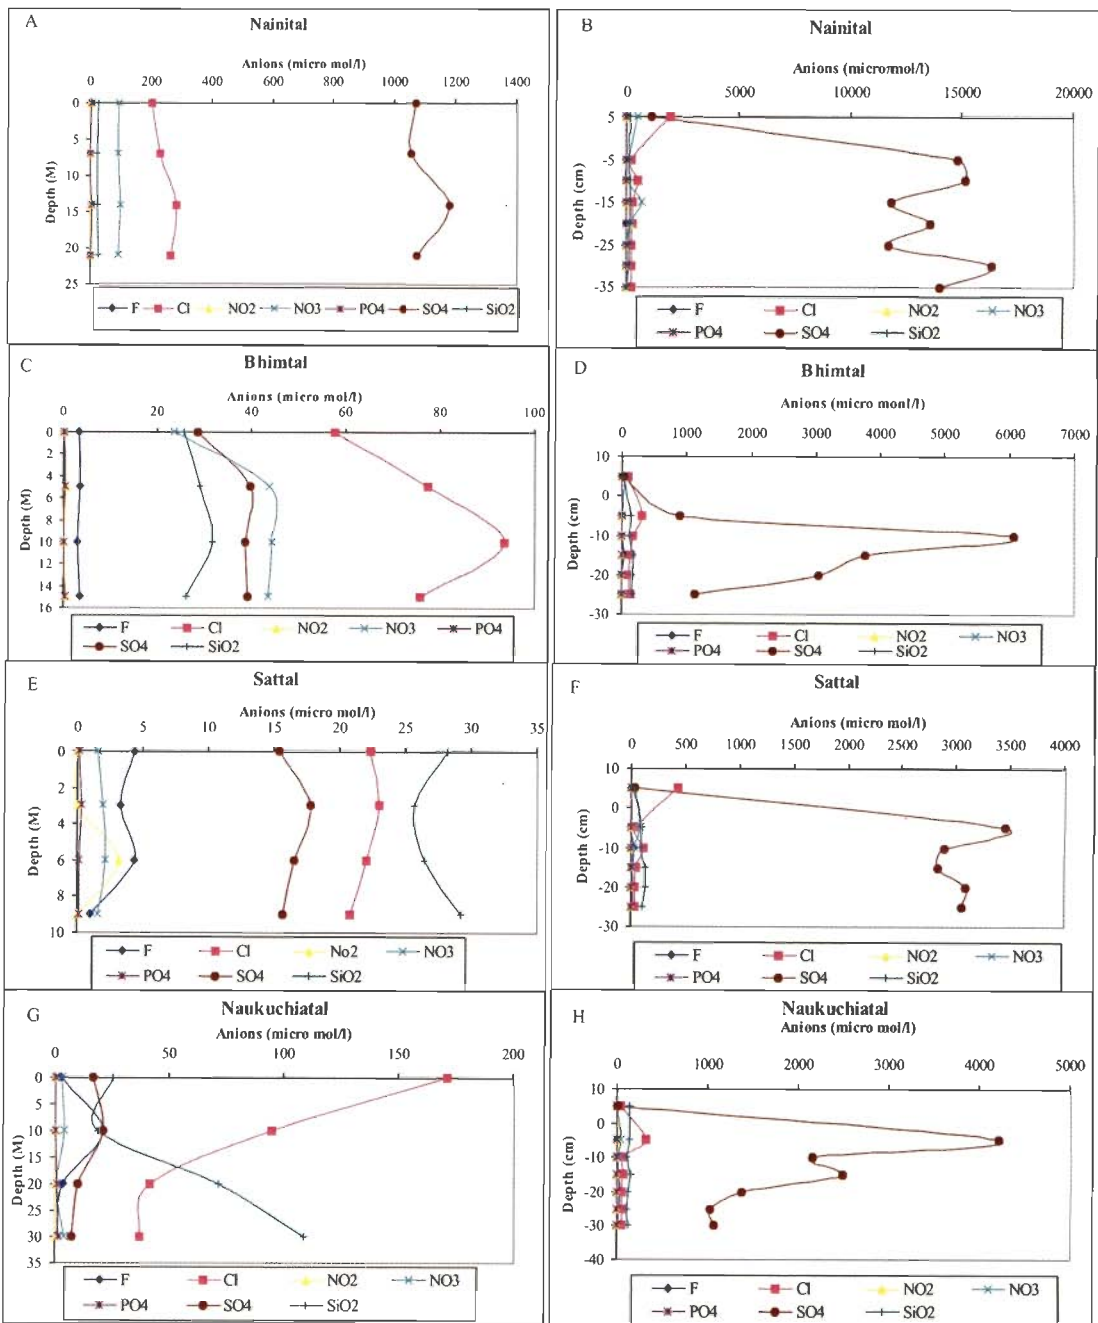 A
Nainital
Anions (micro mol/l)
0 200 400 600 800 1000 1200 1400
0
5
10
15
20
25
Depth (M)
F Cl NO2 NO3 PO4 SO4 SiO2
B
Nainital
Anions (micromol/l)
0 5000 10000 15000 20000
5
-5
-15
-25
-35
Depth (cm)
F Cl NO2 NO3
PO4 SO4 SiO2
C
Bhimtal
Anions (micro mol/l)
0 20 40 60 80 100
0
2
4
6
8
10
12
14
16
Depth (M)
F Cl NO2 NO3 PO4
SO4 SiO2
D
Bhimtal
Anions (micro monl/l)
0 1000 2000 3000 4000 5000 6000 7000
10
0
-10
-20
-30
Depth (cm)
F Cl NO2 NO3
PO4 SO4 SiO2
E
Sattal
Anions (micro mol/l)
0 5 10 15 20 25 30 35
0
2
4
6
8
10
Depth (M)
F Cl No2 NO3
PO4 SO4 SiO2
F
Sattal
Anions (micro mol/l)
0 500 1000 1500 2000 2500 3000 3500 4000
10
0
-10
-20
-30
Depth (cm)
F Cl NO2 NO3
PO4 SO4 SiO2
G
Naukuchiatal
Anions (micro mol/l)
0 50 100 150 200
0
5
10
15
20
25
30
35
Depth (M)
F Cl NO2 NO3
PO4 SO4 SiO2
H
Naukuchiatal
Anions (micro mol/l)
0 1000 2000 3000 4000 5000
10
0
-10
-20
-30
-40
Depth (cm)
F Cl NO2 NO3
PO4 SO4 SiO2